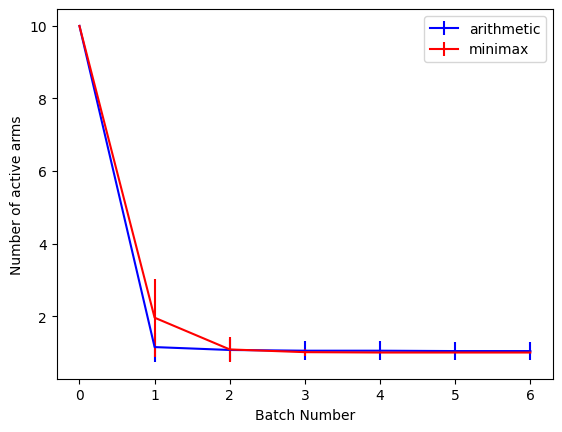 arithmetic
minimax
10
8
6
4
2
Number of active arms
0 1 2 3 4 5 6
Batch Number